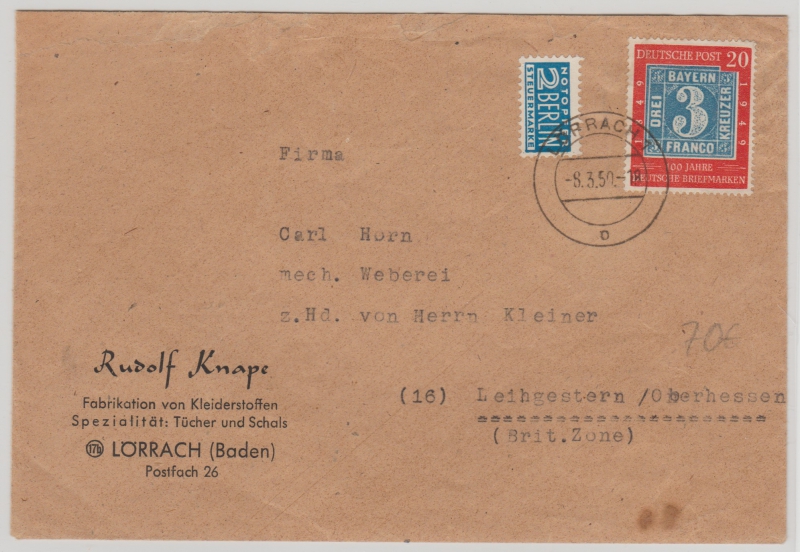 NOTOPFER
2 BERLIN
STEUERMARKE
DEUTSCHE POST 20
BAYERN
DREI
3
KREUZER
FRANCO
1849
1949
100 JAHRE
DEUTSCHE BRIEFMARKEN
LÖRRACH
-8.3.50.-
b
Firma
Carl Horn
mech. Weberei
z.Hd. von Herrn Kleiner
70€
(16) Leihgestern /Oberhessen
(Brit.Zone)
Rudolf Knape
Fabrikation von Kleiderstoffen
Spezialität: Tücher und Schals
17b LÖRRACH (Baden)
Postfach 26